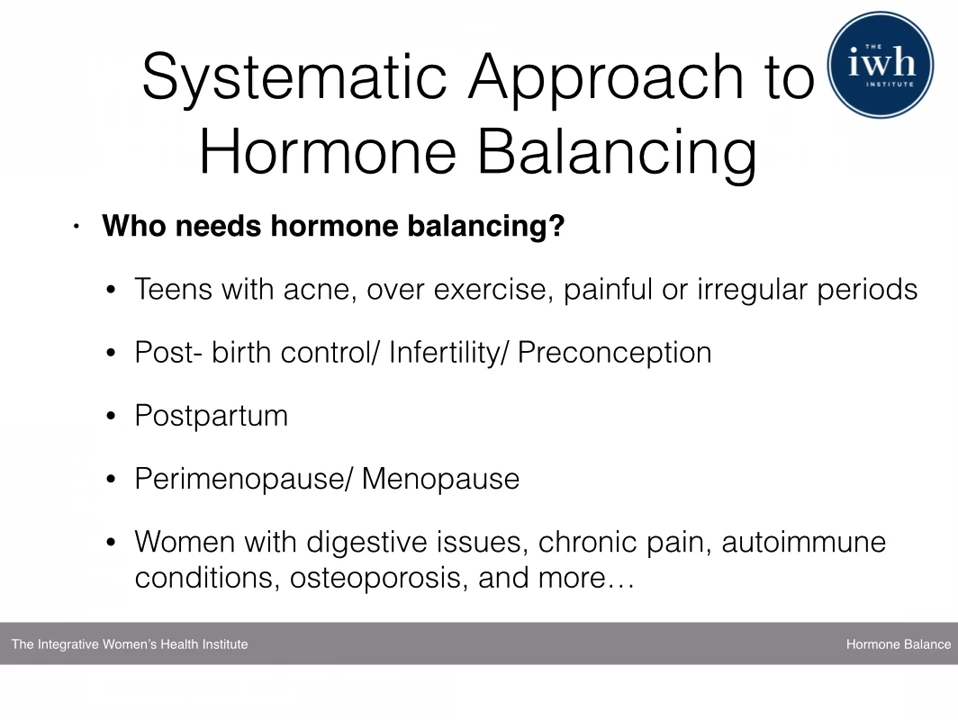 Systematic Approach to
Hormone Balancing
THE
iwh
INSTITUTE
• Who needs hormone balancing?
• Teens with acne, over exercise, painful or irregular periods
• Post- birth control/ Infertility/ Preconception
• Postpartum
• Perimenopause/ Menopause
• Women with digestive issues, chronic pain, autoimmune
conditions, osteoporosis, and more…
The Integrative Women’s Health Institute
Hormone Balance